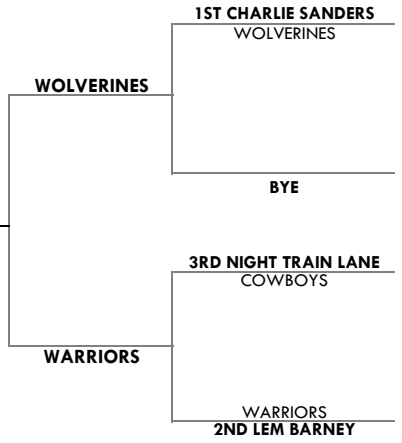 1ST CHARLIE SANDERS
WOLVERINES
WOLVERINES
BYE
3RD NIGHT TRAIN LANE
COWBOYS
WARRIORS
WARRIORS
2ND LEM BARNEY